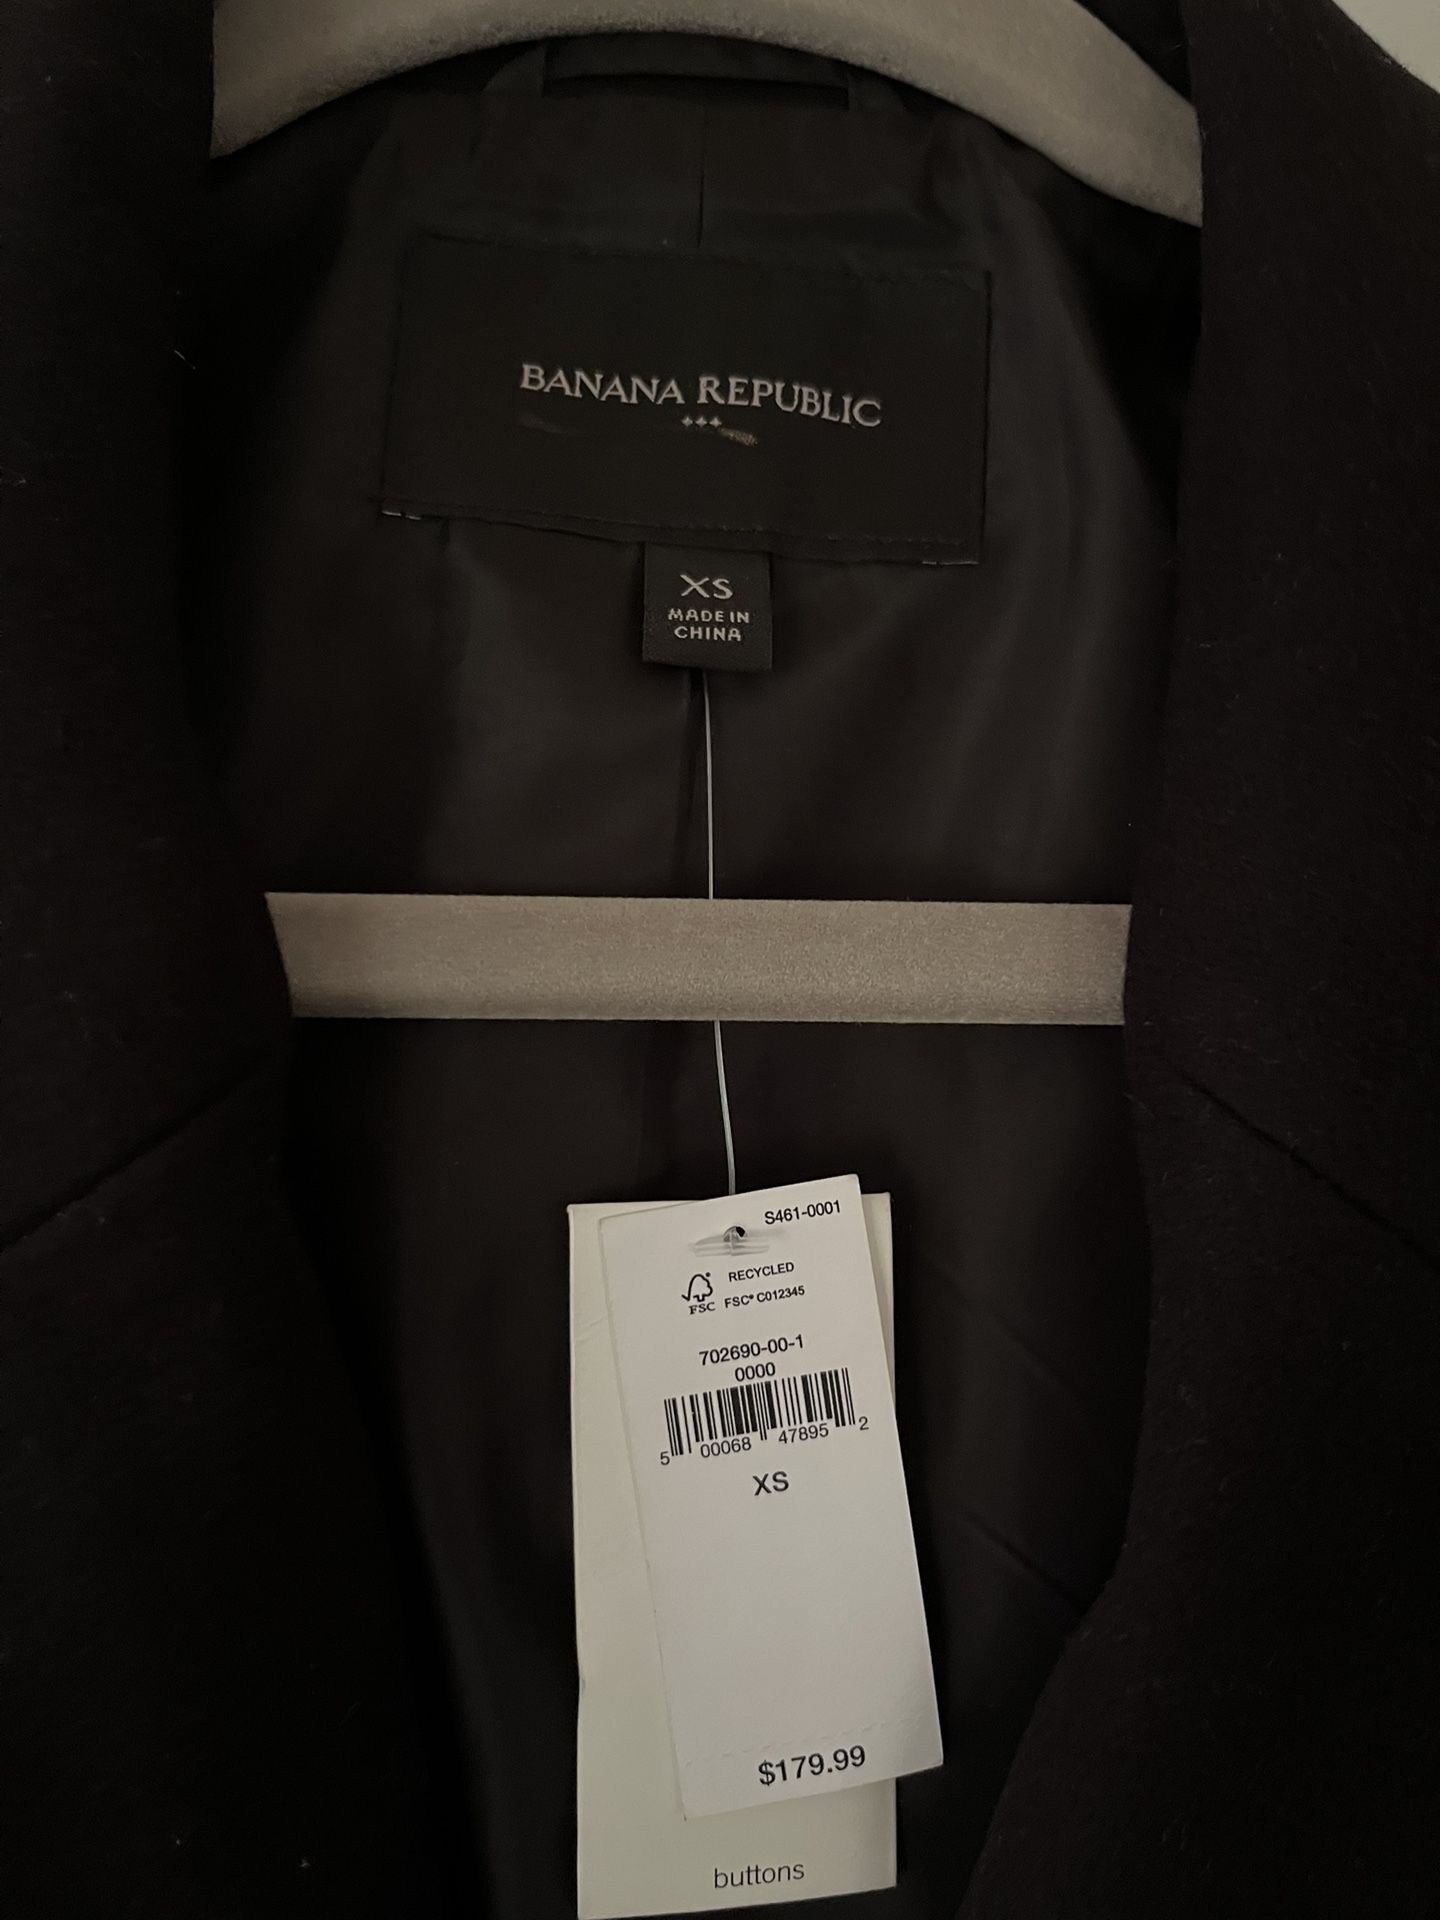 BANANA REPUBLIC
XS
MADE IN
CHINA
S461-0001
RECYCLED
FSC FSC® C012345
702690-00-1
0000
5 00068 47895 2
XS
$179.99
buttons